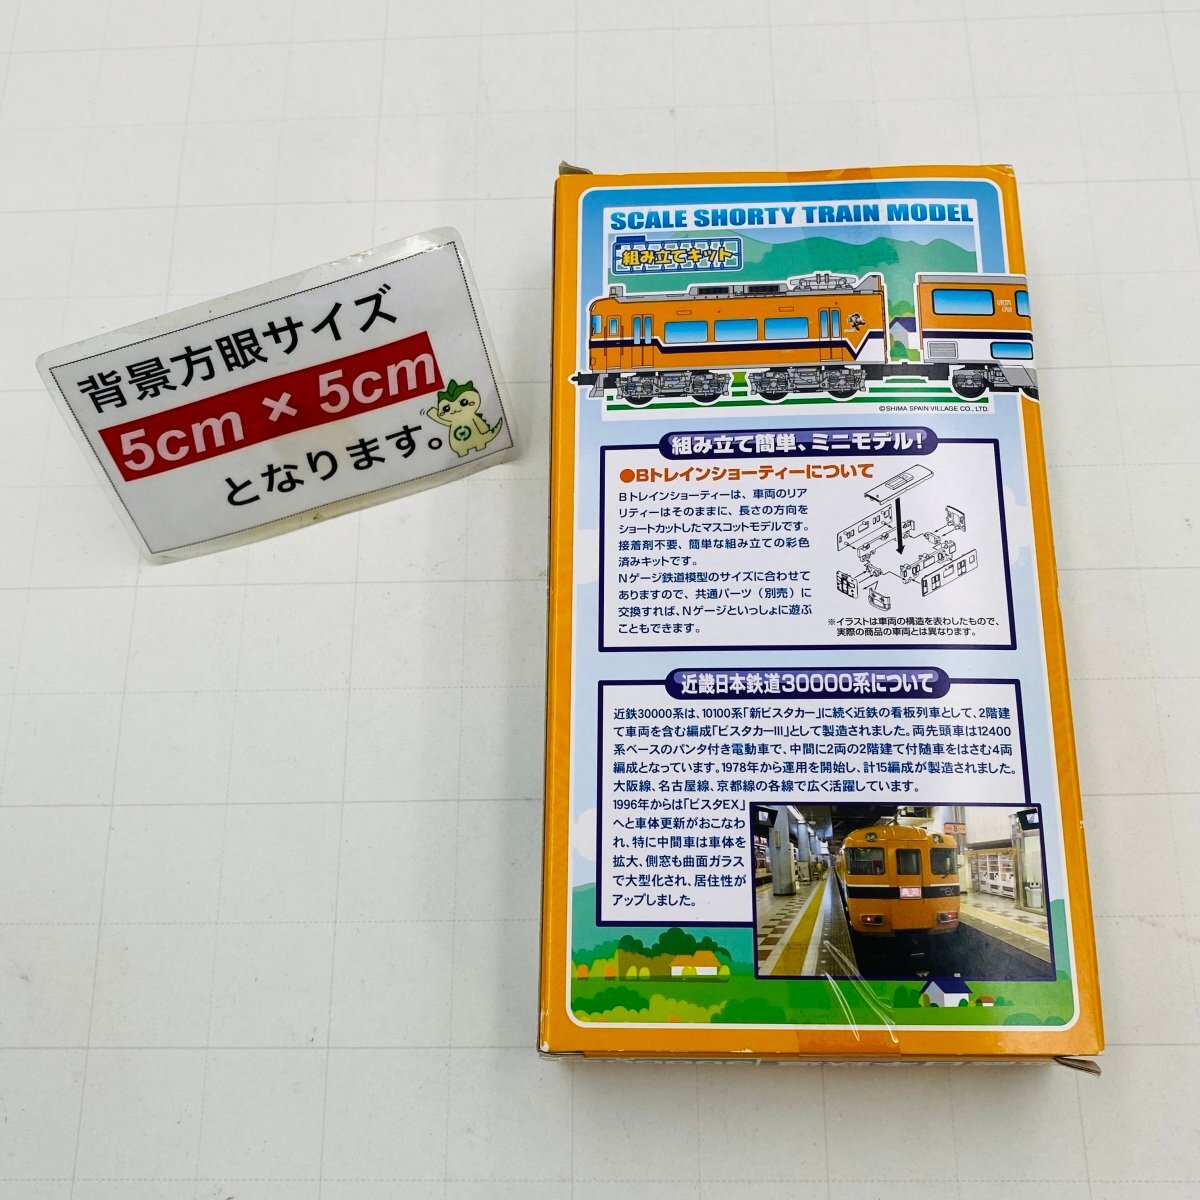 背景方眼サイズ
5cm × 5cm
となります。
SCALE SHORTY TRAIN MODEL
組み立てキット
©SHIMA SPAIN VILLAGE CO., LTD.
組み立て簡単、ミニモデル!
●Bトレインショーティーについて
Bトレインショーティーは、車両のリア
リティーはそのままに、長さの方向を
ショートカットしたマスコットモデルです。
接着剤不要、簡単な組み立ての彩色
済みキットです。
Nゲージ鉄道模型のサイズに合わせて
ありますので、共通パーツ(別売)に
交換すれば、Nゲージといっしょに遊ぶ
こともできます。
※イラストは車両の構造を表わしたもので、
実際の商品の車両とは異なります。
近畿日本鉄道30000系について
近鉄30000系は、10100系「新ビスタカー」に続く近鉄の看板列車として、2階建
て車両を含む編成「ビスタカーIII」として製造されました。両先頭車は12400
系ベースのパンタ付き電動車で、中間に2両の2階建て付随車をはさむ4両
編成となっています。1978年から運用を開始し、計15編成が製造されました。
大阪線、名古屋線、京都線の各線で広く活躍しています。
1996年からは「ビスタEX」
へと車体更新がおこなわ
れ、特に中間車は車体を
拡大、側窓も曲面ガラス
で大型化され、居住性が
アップしました。